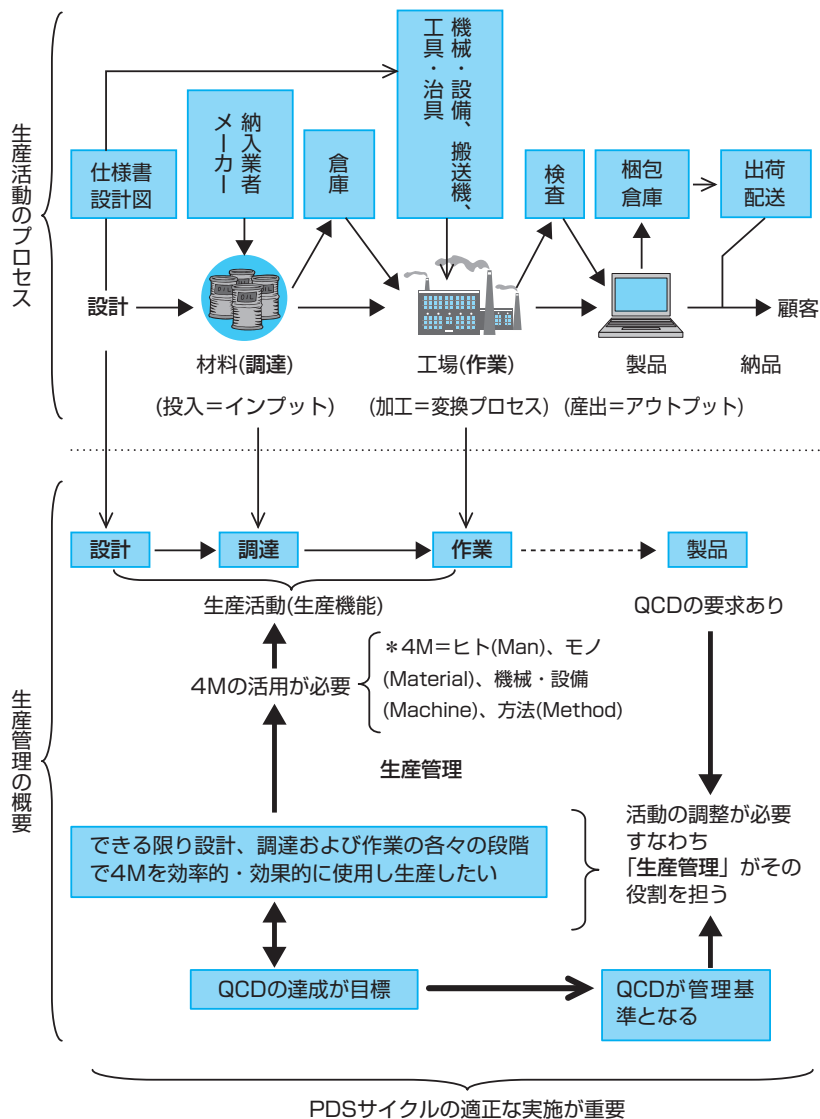 生産活動のプロセス
機械・設備、搬送機、
工具・治具
納入業者
メーカー
倉庫
仕様書
設計図
検査
梱包
倉庫
出荷
配送
設計
顧客
材料(調達)
工場(作業)
製品
納品
(投入=インプット)
(加工=変換プロセス)
(産出=アウトプット)
生産管理の概要
設計
調達
作業
製品
生産活動(生産機能)
QCDの要求あり
4Mの活用が必要
＊4M=ヒト(Man)、モノ
(Material)、機械・設備
(Machine)、方法(Method)
生産管理
できる限り設計、調達および作業の各々の段階
で4Mを効率的・効果的に使用し生産したい
活動の調整が必要
すなわち
「生産管理」がその
役割を担う
QCDの達成が目標
QCDが管理基
準となる
PDSサイクルの適正な実施が重要